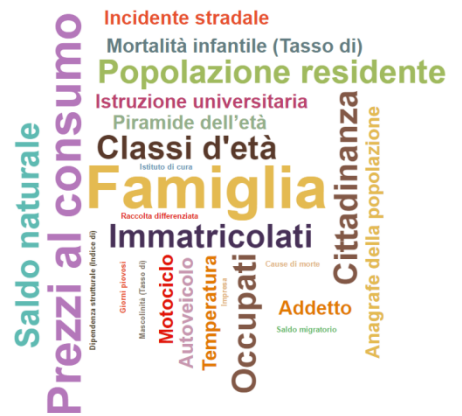 Incidente stradale
Mortalità infantile (Tasso di)
Popolazione residente
Istruzione universitaria
Piramide dell'età
Classi d'età
Istituto di cura
Famiglia
Raccolta differenziata
Immatricolati
Saldo naturale
Prezzi al consumo
Dipendenza strutturale (Indice di)
Giorni piovosi
Mascolinità (Tasso di)
Motociclo
Autoveicolo
Temperatura
Impresa
Occupati
Cause di morte
Addetto
Saldo migratorio
Cittadinanza
Anagrafe della popolazione